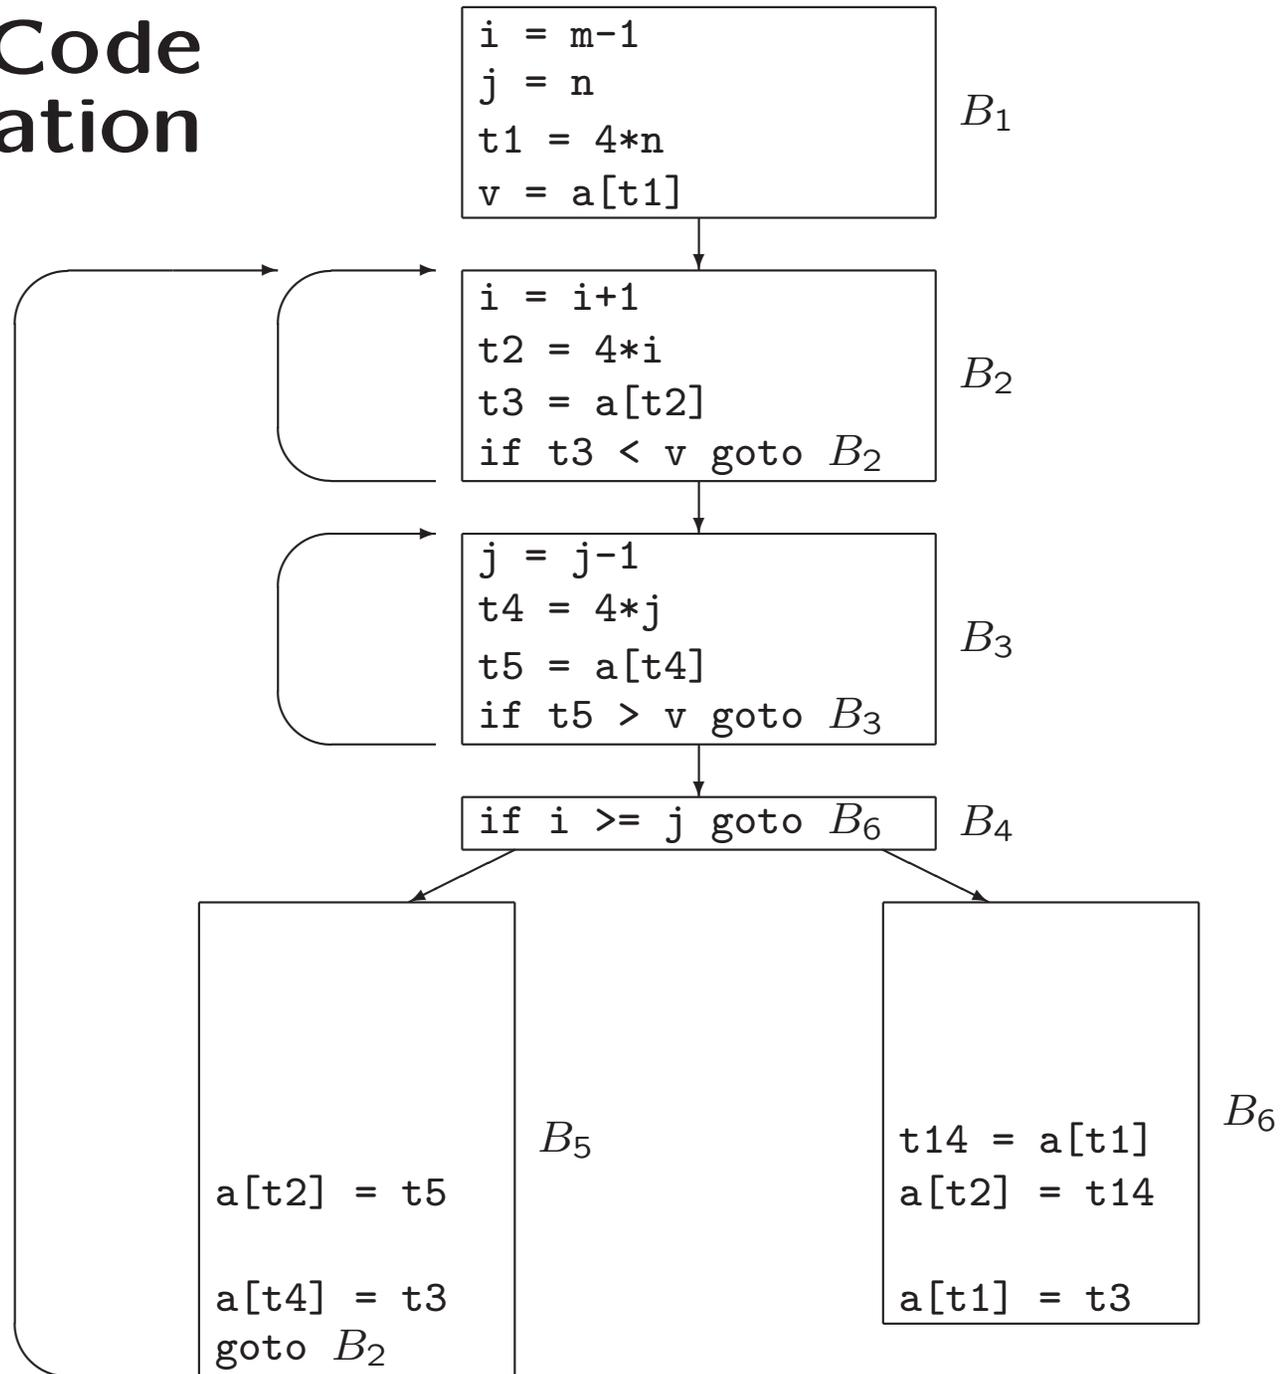 Code
ation
i = m-1
j = n
t1 = 4*n
v = a[t1]
B₁
i = i+1
t2 = 4*i
t3 = a[t2]
if t3 < v goto B₂
B₂
j = j-1
t4 = 4*j
t5 = a[t4]
if t5 > v goto B₃
B₃
if i >= j goto B₆
B₄
a[t2] = t5
a[t4] = t3
goto B₂
B₅
t14 = a[t1]
a[t2] = t14
a[t1] = t3
B₆